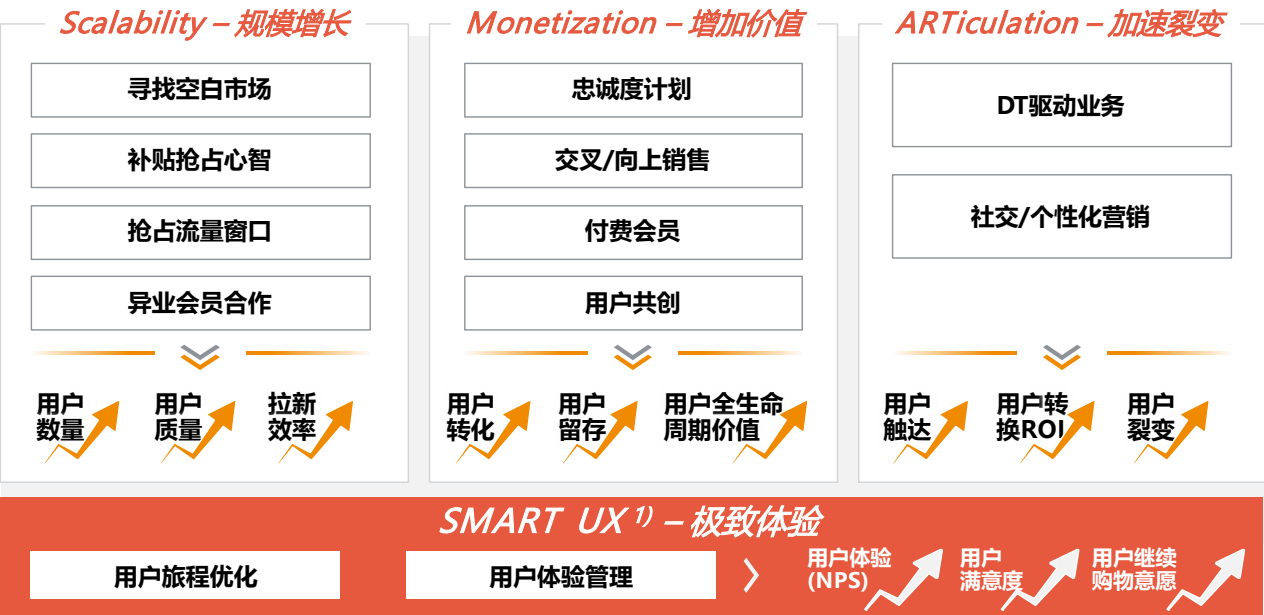 Scalability – 规模增长
寻找空白市场
补贴抢占心智
抢占流量窗口
异业会员合作
用户
数量
用户
质量
拉新
效率
Monetization – 增加价值
忠诚度计划
交叉/向上销售
付费会员
用户共创
用户
转化
用户
留存
用户全生命
周期价值
ARTiculation – 加速裂变
DT驱动业务
社交/个性化营销
用户
触达
用户转
换ROI
用户
裂变
SMART UX 1) – 极致体验
用户旅程优化
用户体验管理
用户体验
(NPS)
用户
满意度
用户继续
购物意愿